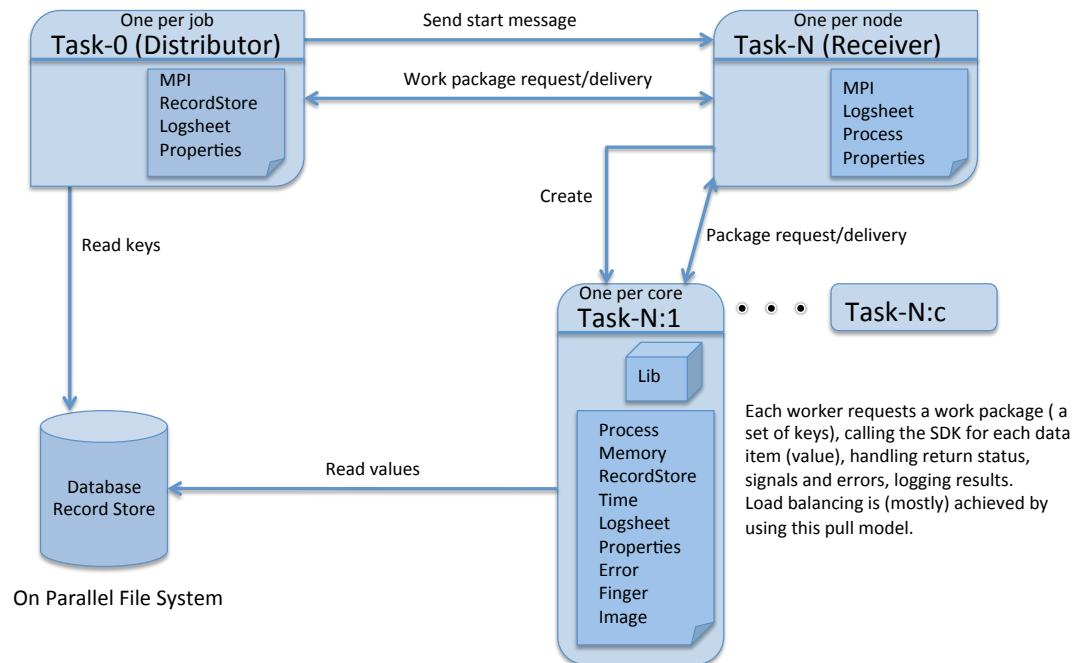 One per job
Task-0 (Distributor)
MPI
RecordStore
Logsheet
Properties
Send start message
Work package request/delivery
One per node
Task-N (Receiver)
MPI
Logsheet
Process
Properties
Create
Package request/delivery
Read keys
One per core
Task-N:1
Lib
Process
Memory
RecordStore
Time
Logsheet
Properties
Error
Finger
Image
Task-N:c
Each worker requests a work package ( a
set of keys), calling the SDK for each data
item (value), handling return status,
signals and errors, logging results.
Load balancing is (mostly) achieved by
using this pull model.
Read values
Database
Record Store
On Parallel File System